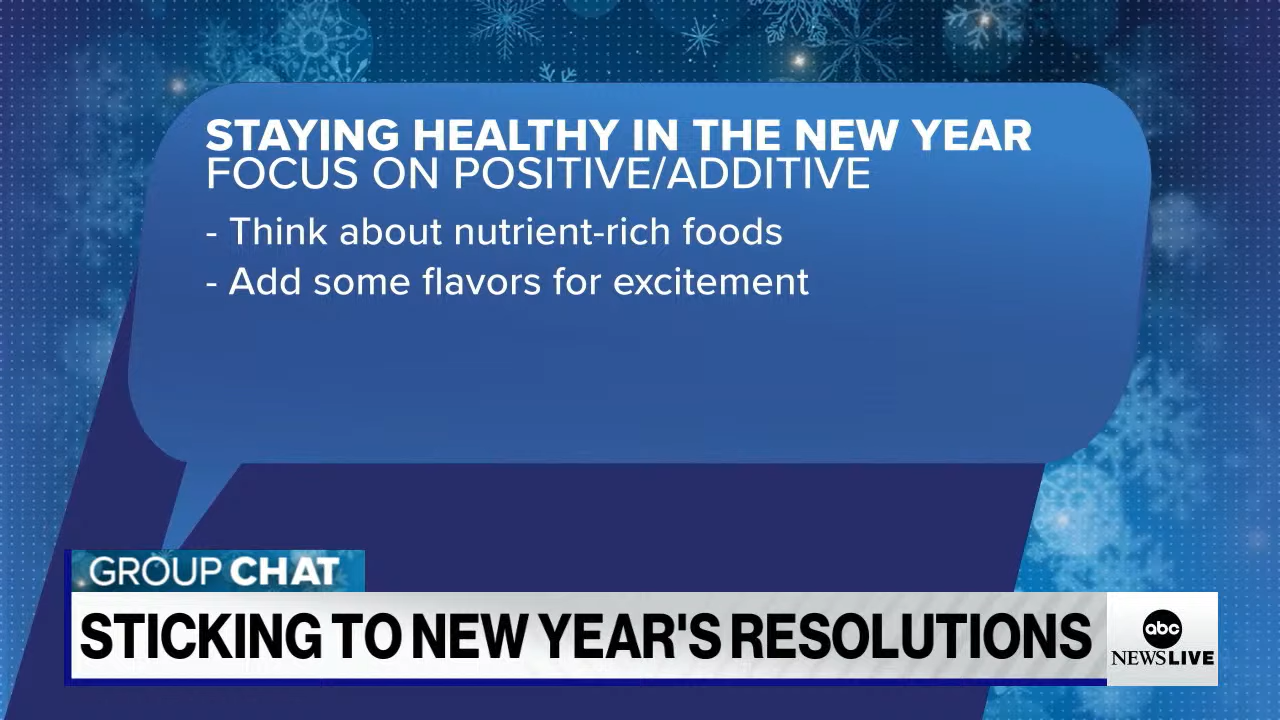 STAYING HEALTHY IN THE NEW YEAR
FOCUS ON POSITIVE/ADDITIVE
- Think about nutrient-rich foods
- Add some flavors for excitement
GROUP CHAT
STICKING TO NEW YEAR'S RESOLUTIONS
abc
NEWS LIVE